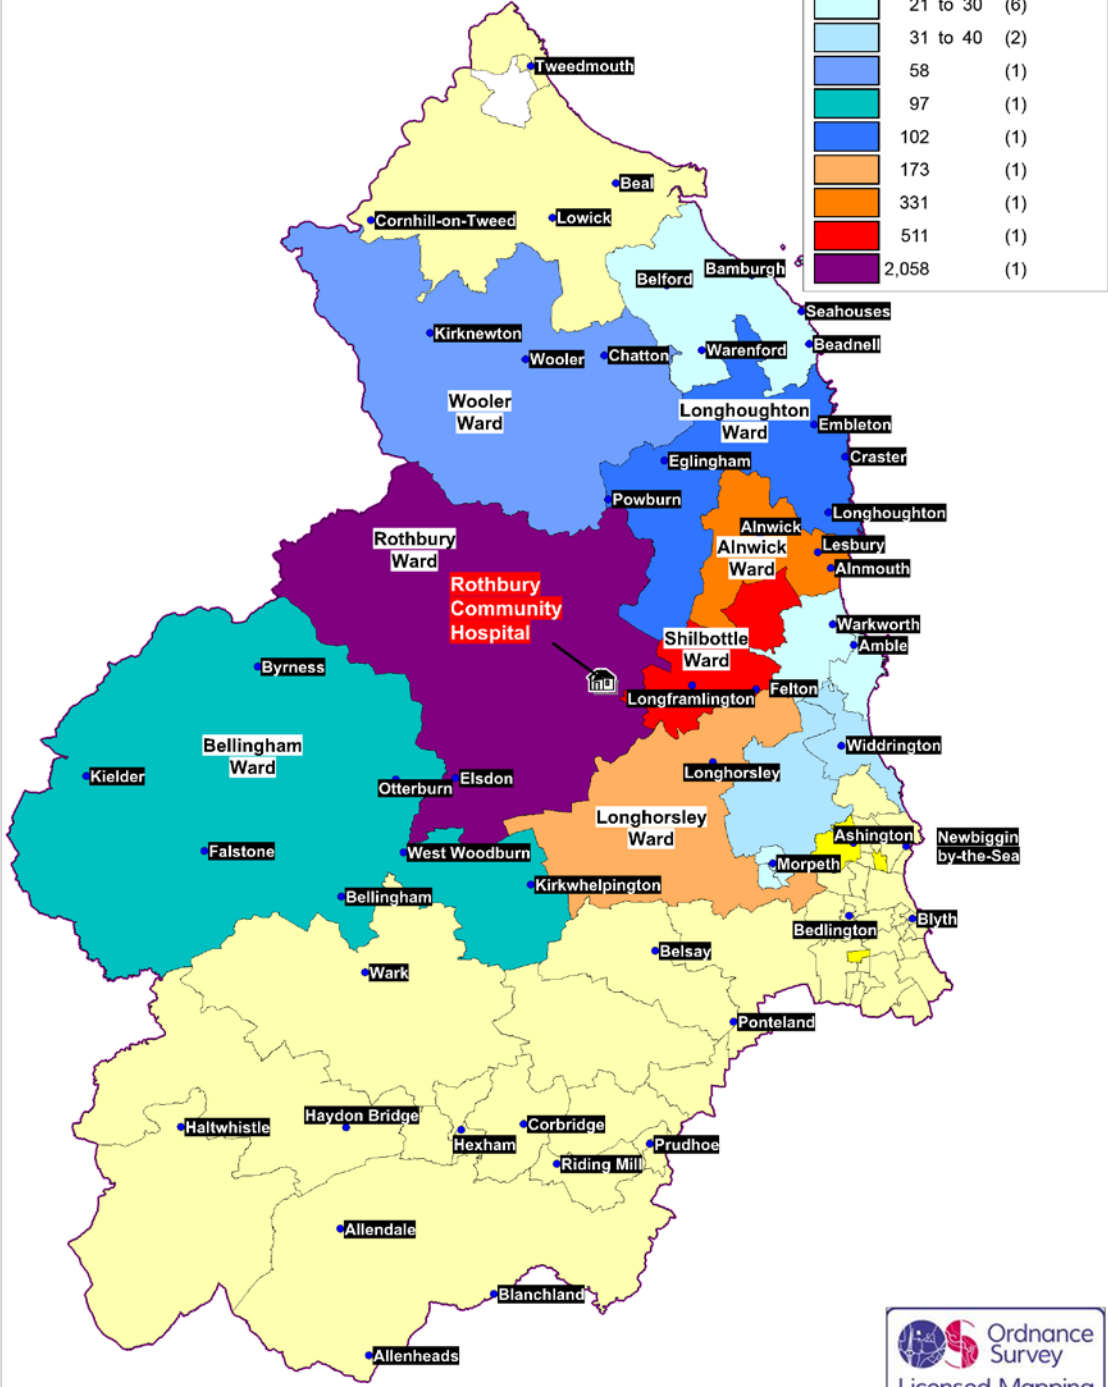 21 to 30 (6)
31 to 40 (2)
58 (1)
97 (1)
102 (1)
173 (1)
331 (1)
511 (1)
2,058 (1)
Tweedmouth
Beal
Cornhill-on-Tweed
Lowick
Bamburgh
Belford
Seahouses
Kirknewton
Beadnell
Warenford
Wooler
Chatton
Wooler
Ward
Longhoughton
Ward
Embleton
Craster
Eglingham
Powburn
Longhoughton
Alnwick
Rothbury
Ward
Lesbury
Alnwick
Ward
Alnmouth
Rothbury
Community
Hospital
Warkworth
Shilbottle
Ward
Amble
Byrness
Felton
Longframlington
Bellingham
Ward
Widdrington
Kielder
Longhorsley
Elsdon
Otterburn
Longhorsley
Ward
Ashington
Newbiggin
by-the-Sea
Falstone
West Woodburn
Morpeth
Kirkwhelpington
Bellingham
Blyth
Bedlington
Belsay
Wark
Ponteland
Haydon Bridge
Haltwhistle
Corbridge
Hexham
Prudhoe
Riding Mill
Allendale
Blanchland
Allenheads
Ordnance
Survey
Licensed Mapping